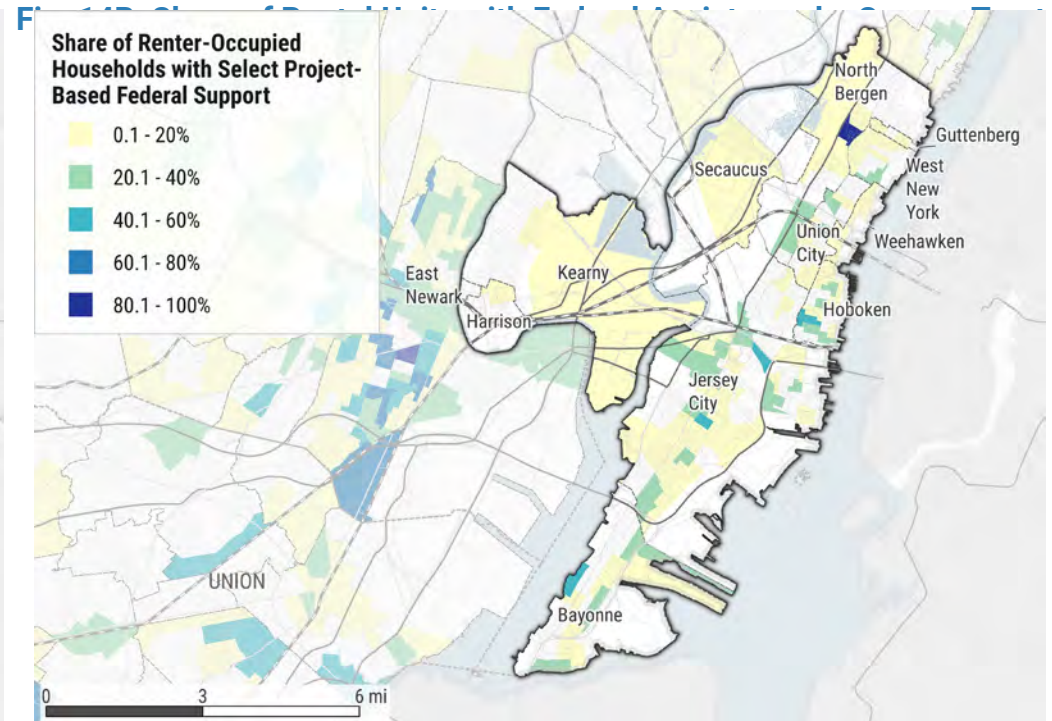 Share of Renter-Occupied
Households with Select Project-
Based Federal Support
0.1 - 20%
20.1 - 40%
40.1 - 60%
60.1 - 80%
80.1 - 100%
North
Bergen
Guttenberg
Secaucus
West
New
York
Union
City
Weehawken
East
Newark
Kearny
Harrison
Hoboken
Jersey
City
UNION
Bayonne
0 3 6 mi